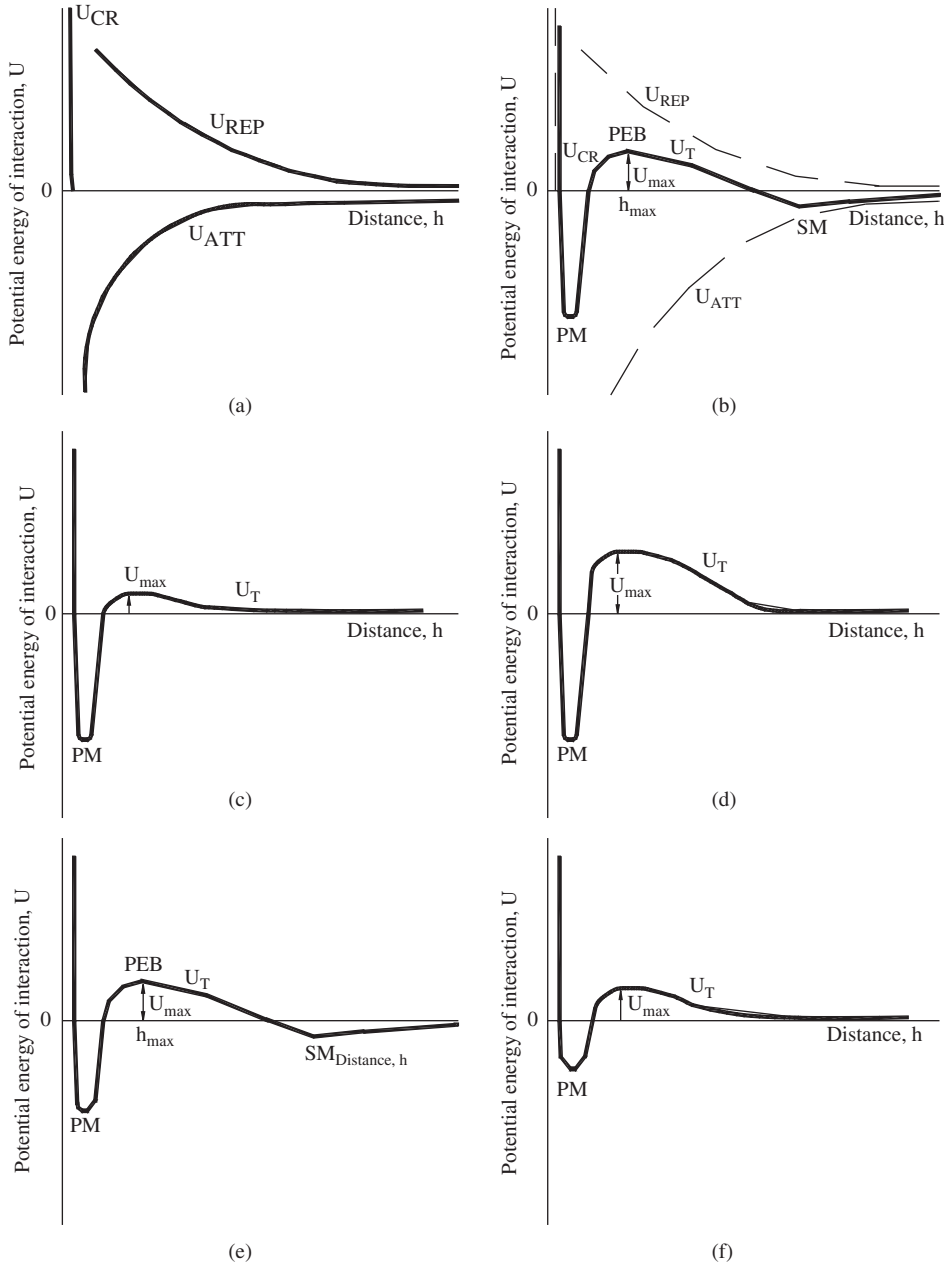 Potential energy of interaction, U
U_CR
U_REP
0
Distance, h
U_ATT
(a)
Potential energy of interaction, U
U_REP
PEB
U_CR
U_T
U_max
0
h_max
SM
Distance, h
U_ATT
PM
(b)
Potential energy of interaction, U
U_max
U_T
0
Distance, h
PM
(c)
Potential energy of interaction, U
U_T
U_max
0
Distance, h
PM
(d)
Potential energy of interaction, U
PEB
U_T
U_max
0
h_max
SM Distance, h
PM
(e)
Potential energy of interaction, U
U_T
U_max
0
Distance, h
PM
(f)